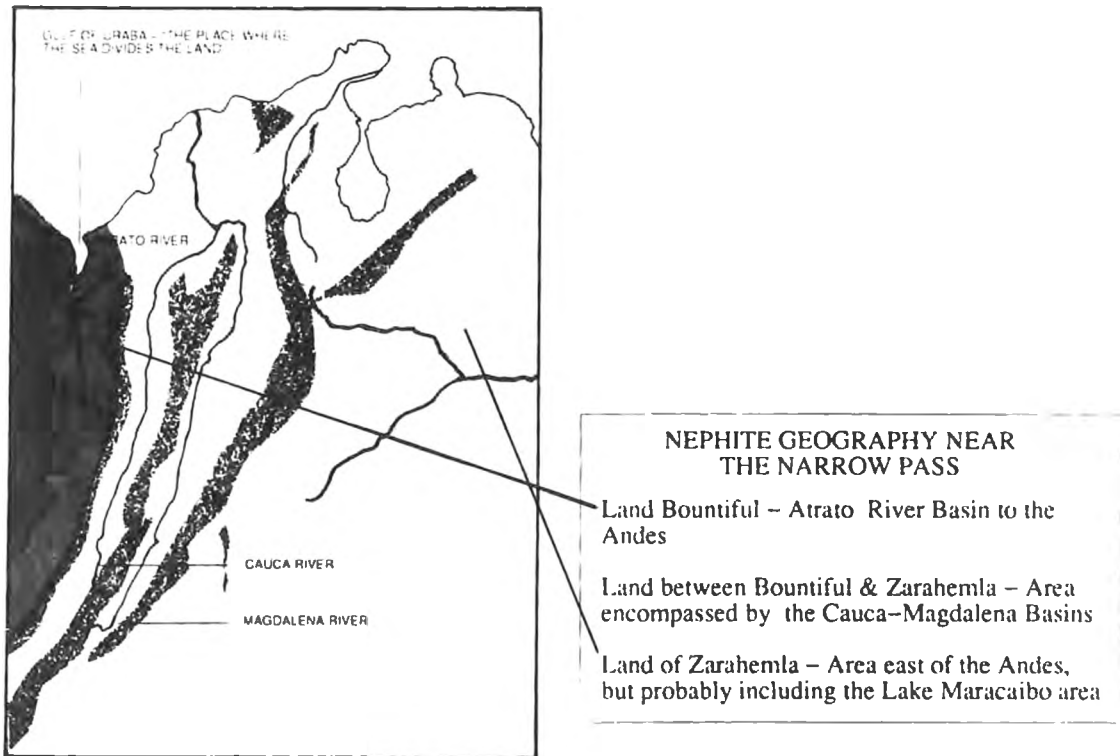 GULF OF URABA – "THE PLACE WHERE
THE SEA DIVIDES THE LAND
RATO RIVER
CAUCA RIVER
MAGDALENA RIVER
NEPHITE GEOGRAPHY NEAR
THE NARROW PASS
Land Bountiful – Atrato River Basin to the
Andes
Land between Bountiful & Zarahemla – Area
encompassed by the Cauca–Magdalena Basins
Land of Zarahemla – Area east of the Andes,
but probably including the Lake Maracaibo area